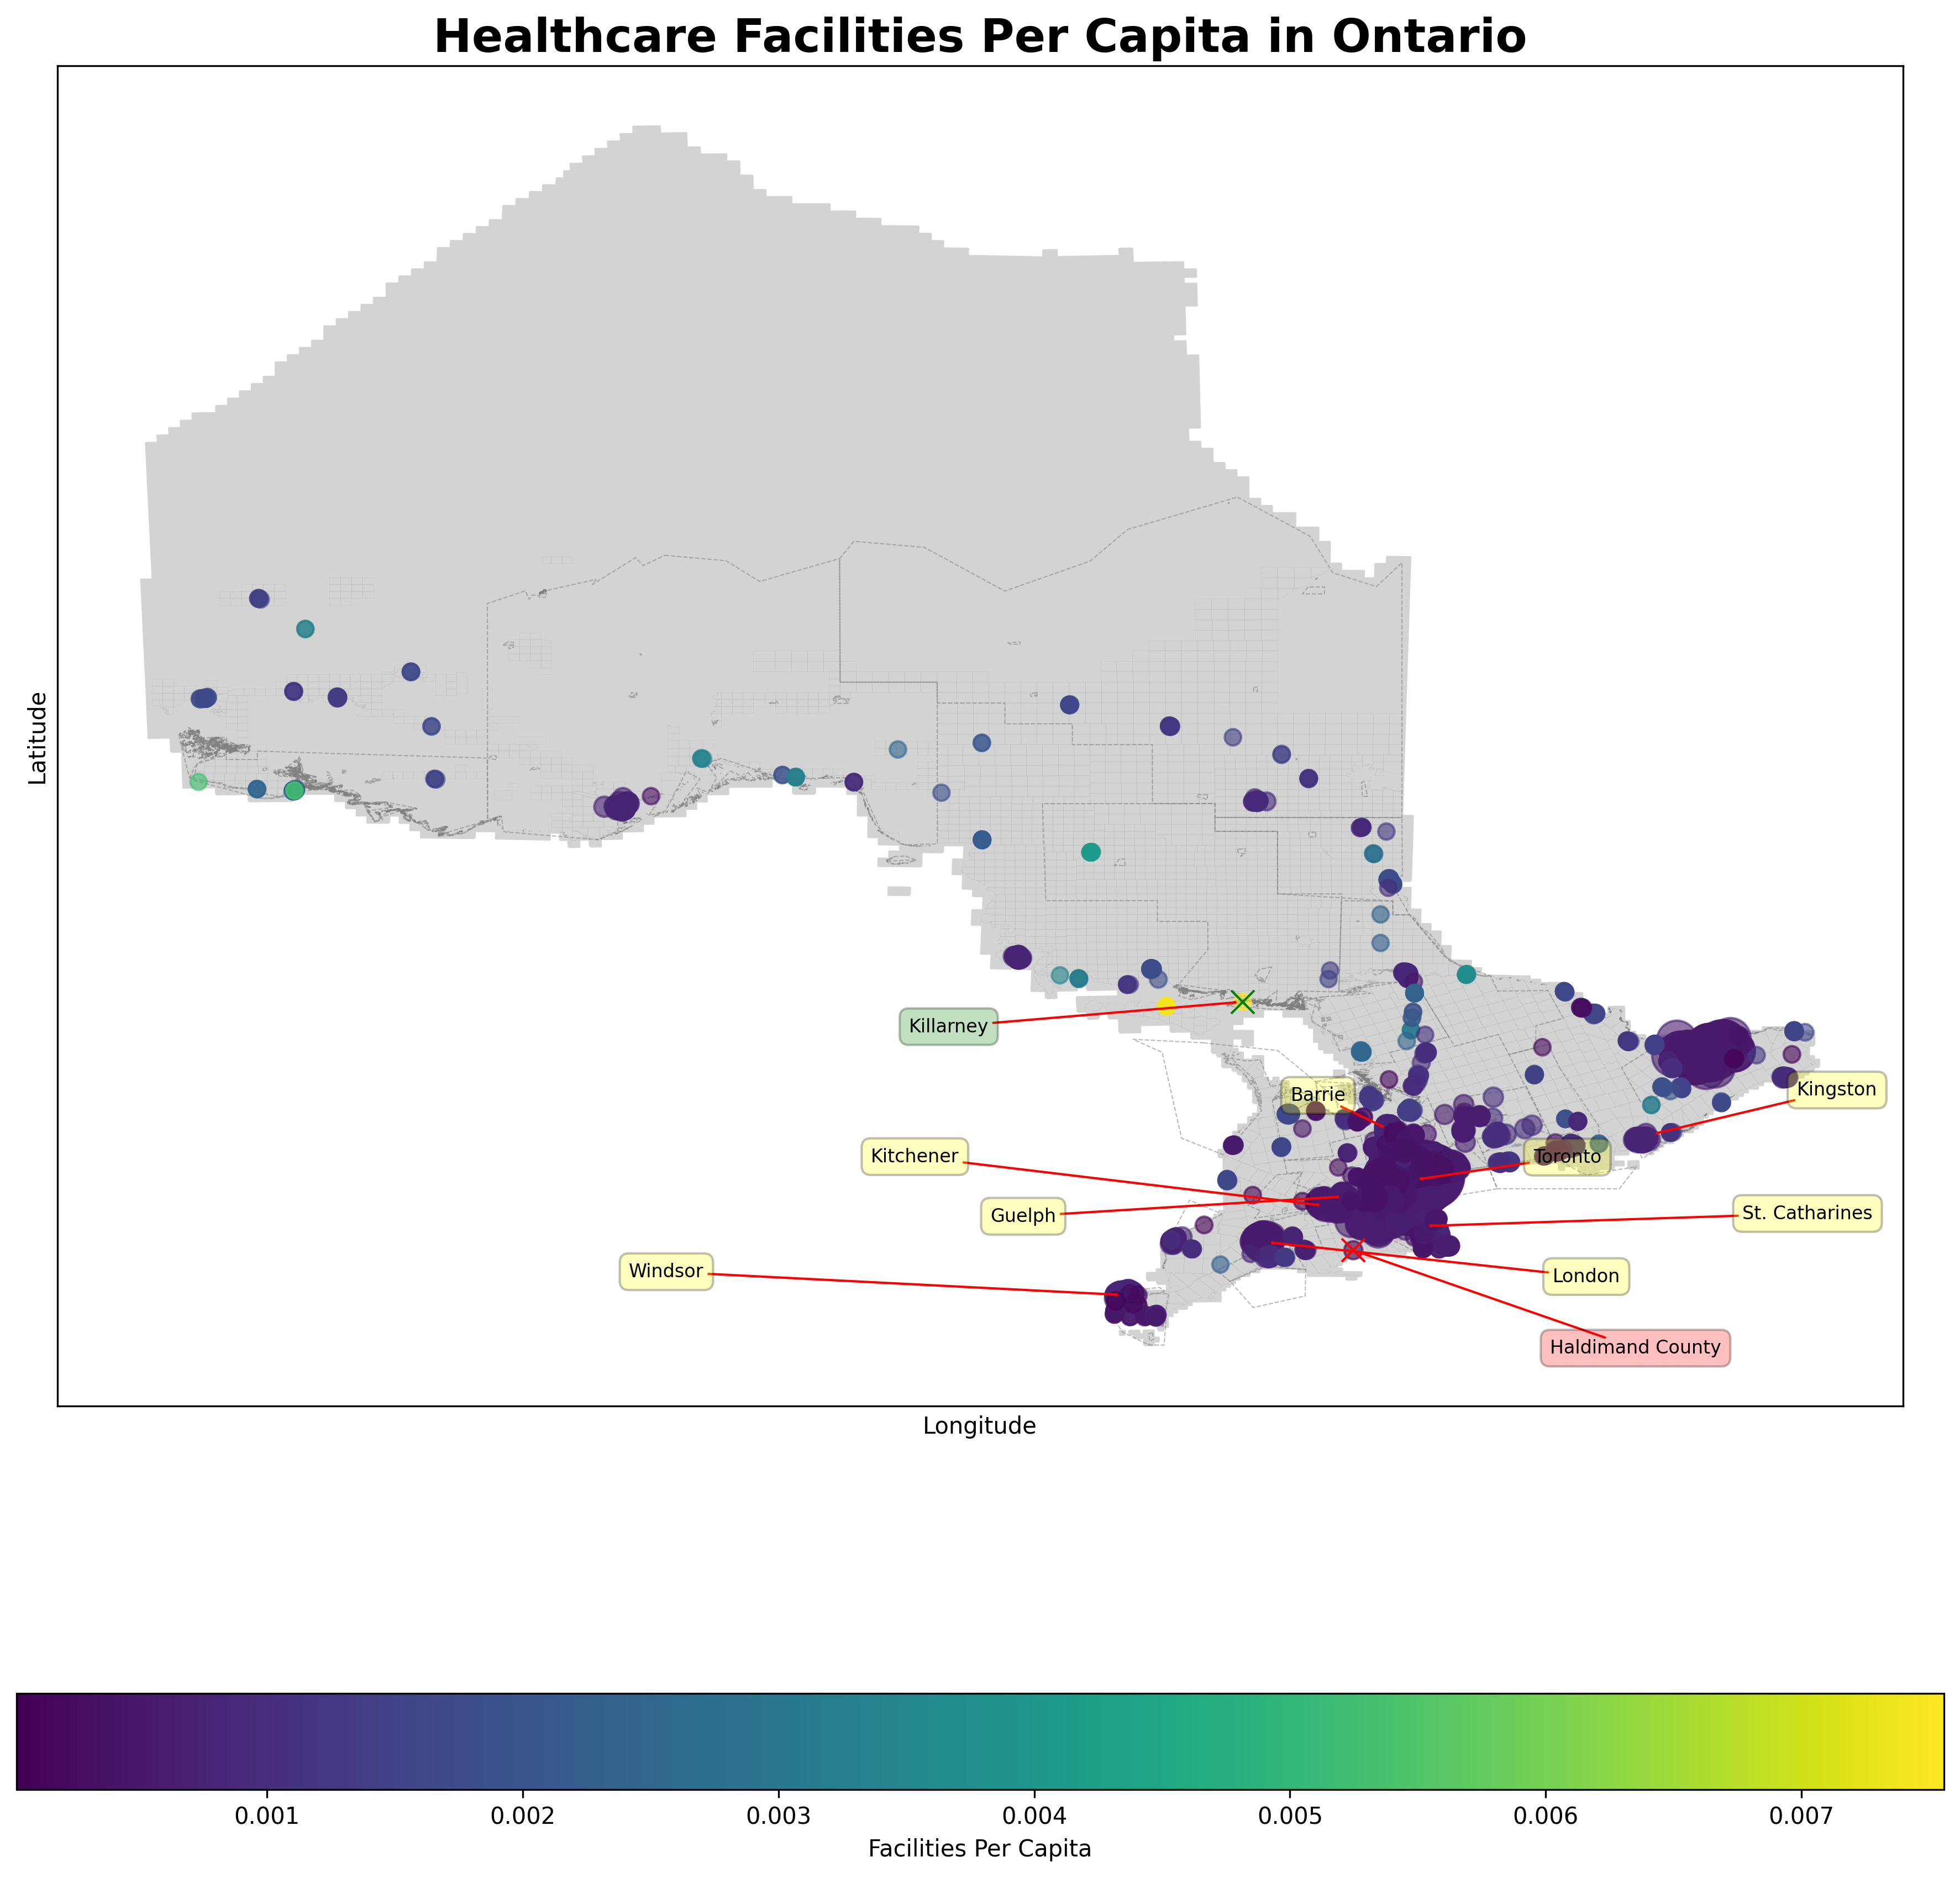 Healthcare Facilities Per Capita in Ontario
Latitude
Killarney
Barrie
Kingston
Kitchener
Toronto
Guelph
St. Catharines
Windsor
London
Haldimand County
Longitude
0.001 0.002 0.003 0.004 0.005 0.006 0.007
Facilities Per Capita